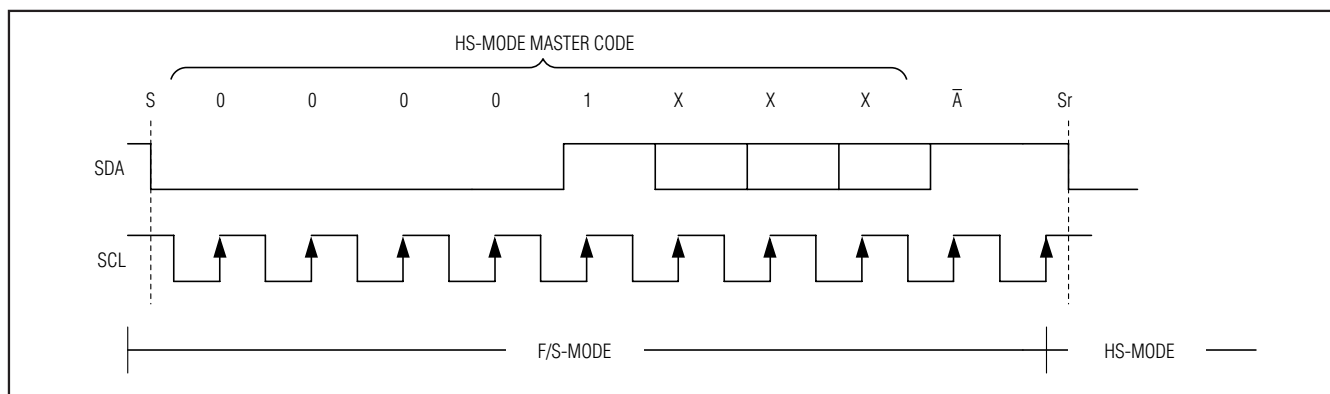 HS-MODE MASTER CODE
S 0 0 0 0 1 X X X A̅ Sr
SDA
SCL
F/S-MODE HS-MODE